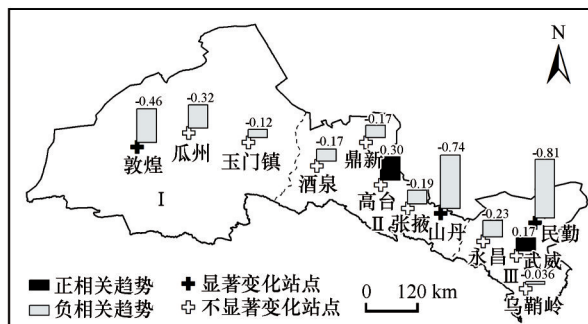 N
-0.46
-0.32
-0.12
-0.17
-0.17
-0.30
-0.74
-0.19
-0.81
-0.23
0.17
-0.036
敦煌
瓜州
玉门镇
酒泉
鼎新
高台
张掖
山丹
永昌
民勤
武威
乌鞘岭
Ⅰ
Ⅱ
Ⅲ
正相关趋势
显著变化站点
负相关趋势
不显著变化站点
0 120 km